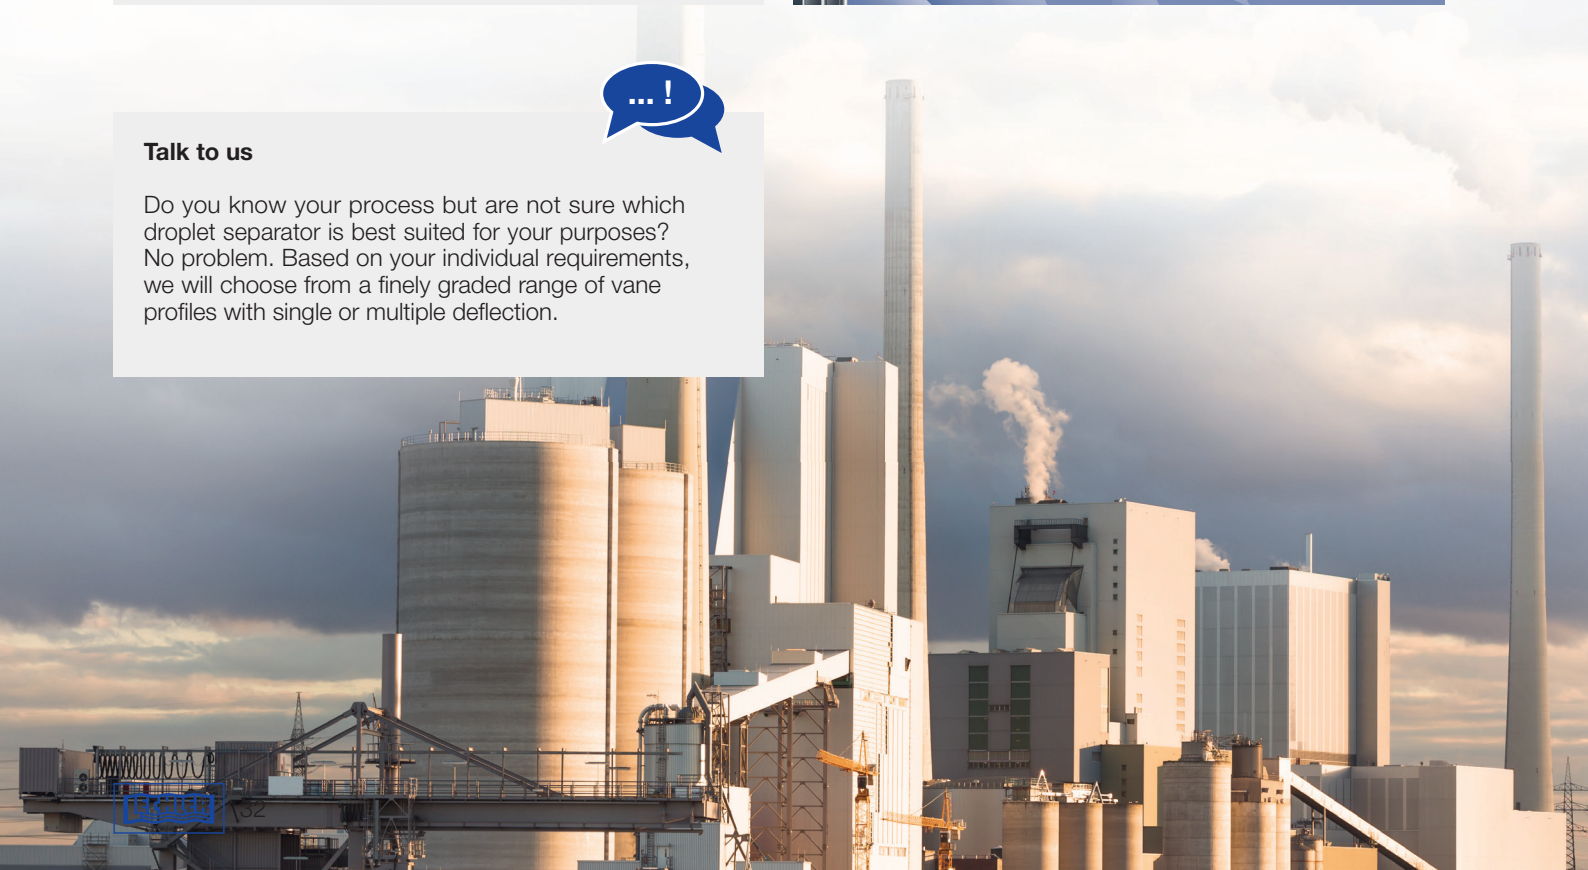 ... !
Talk to us
Do you know your process but are not sure which
droplet separator is best suited for your purposes?
No problem. Based on your individual requirements,
we will choose from a finely graded range of vane
profiles with single or multiple deflection.
32